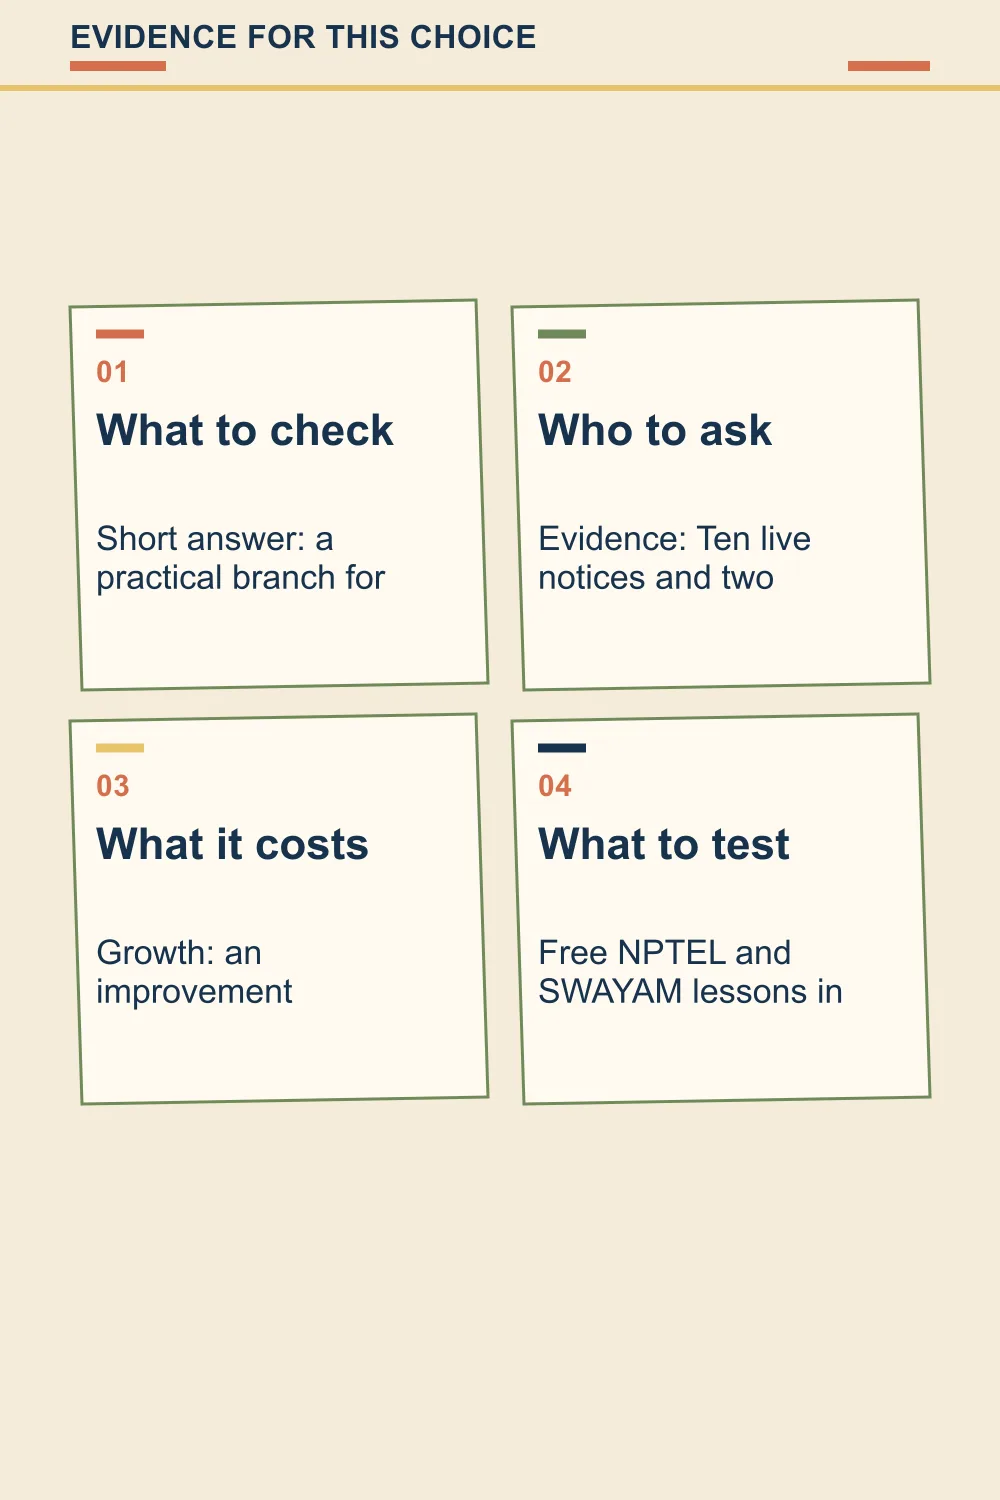 EVIDENCE FOR THIS CHOICE
01
What to check
Short answer: a
practical branch for
02
Who to ask
Evidence: Ten live
notices and two
03
What it costs
Growth: an
improvement
04
What to test
Free NPTEL and
SWAYAM lessons in